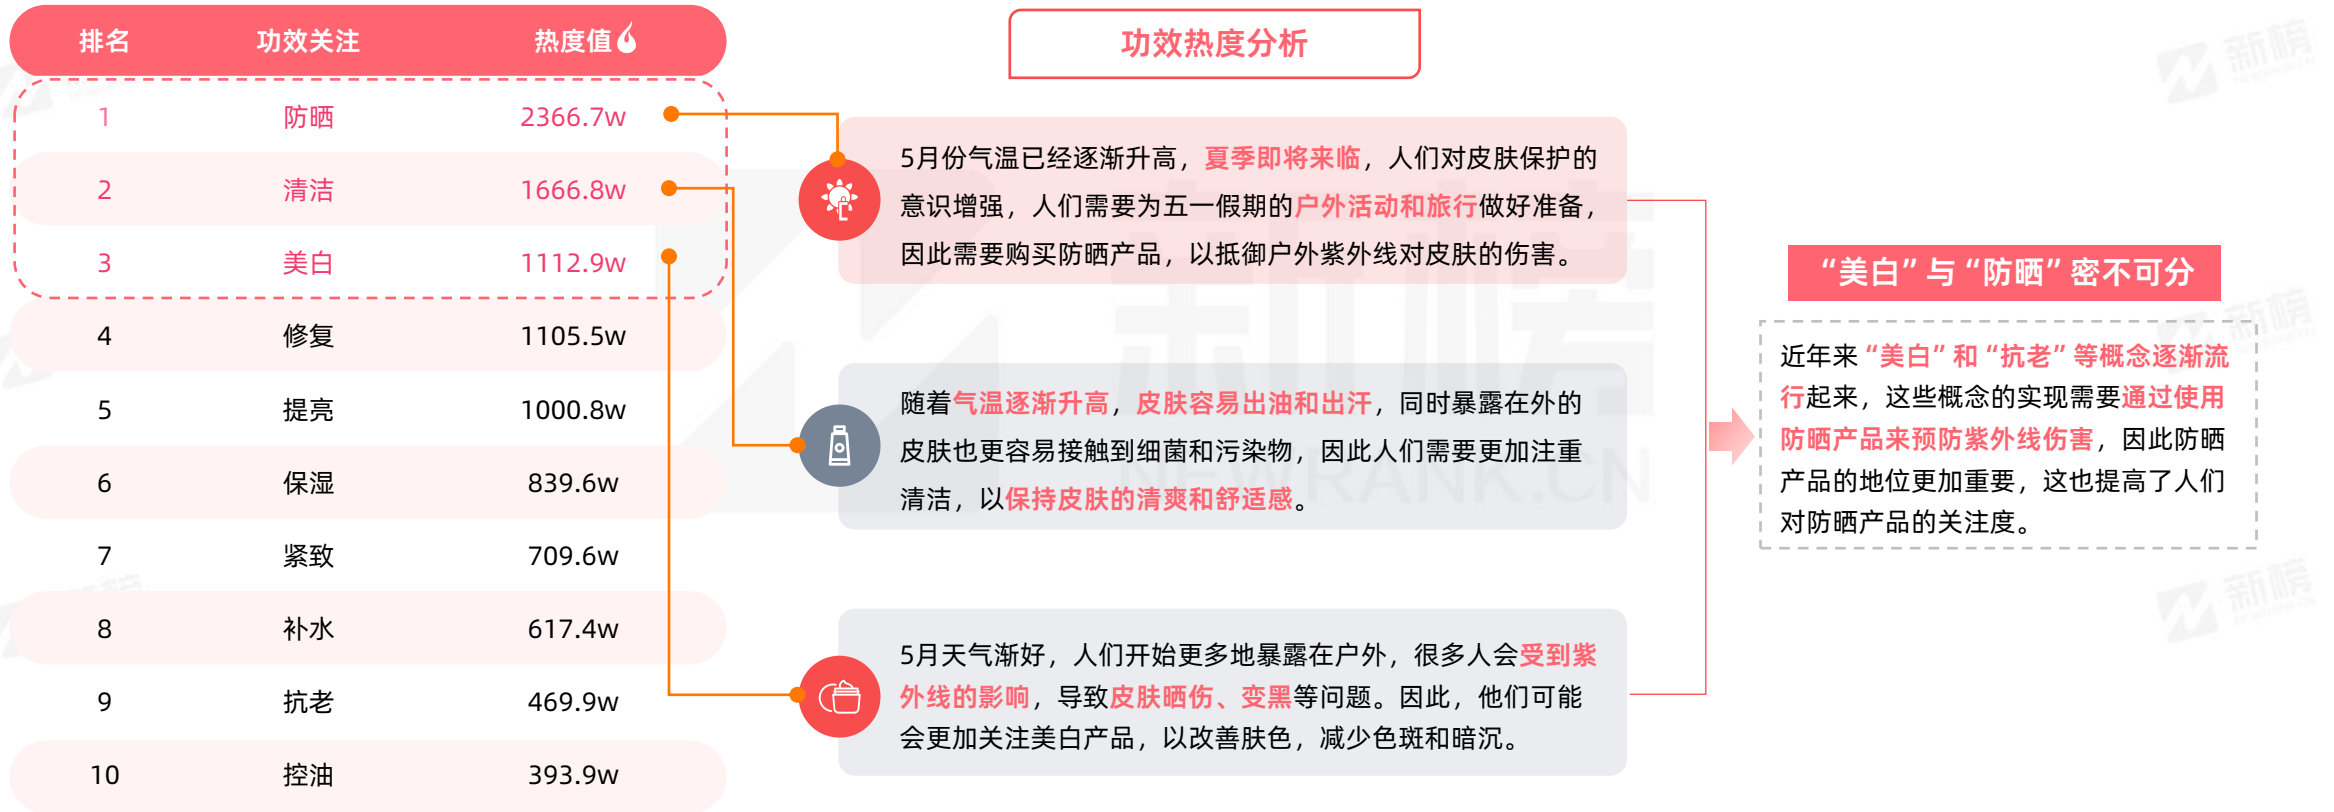 排名 功效关注 热度值
1 防晒 2366.7w
2 清洁 1666.8w
3 美白 1112.9w
4 修复 1105.5w
5 提亮 1000.8w
6 保湿 839.6w
7 紧致 709.6w
8 补水 617.4w
9 抗老 469.9w
10 控油 393.9w
功效热度分析
5月份气温已经逐渐升高，夏季即将来临，人们对皮肤保护的
意识增强，人们需要为五一假期的户外活动和旅行做好准备，
因此需要购买防晒产品，以抵御户外紫外线对皮肤的伤害。
随着气温逐渐升高，皮肤容易出油和出汗，同时暴露在外的
皮肤也更容易接触到细菌和污染物，因此人们需要更加注重
清洁，以保持皮肤的清爽和舒适感。
5月天气渐好，人们开始更多地暴露在户外，很多人会受到紫
外线的影响，导致皮肤晒伤、变黑等问题。因此，他们可能
会更加关注美白产品，以改善肤色，减少色斑和暗沉。
“美白”与“防晒”密不可分
近年来“美白”和“抗老”等概念逐渐流
行起来，这些概念的实现需要通过使用
防晒产品来预防紫外线伤害，因此防晒
产品的地位更加重要，这也提高了人们
对防晒产品的关注度。
新榜
NEWRANK.CN
新榜
新榜
新榜